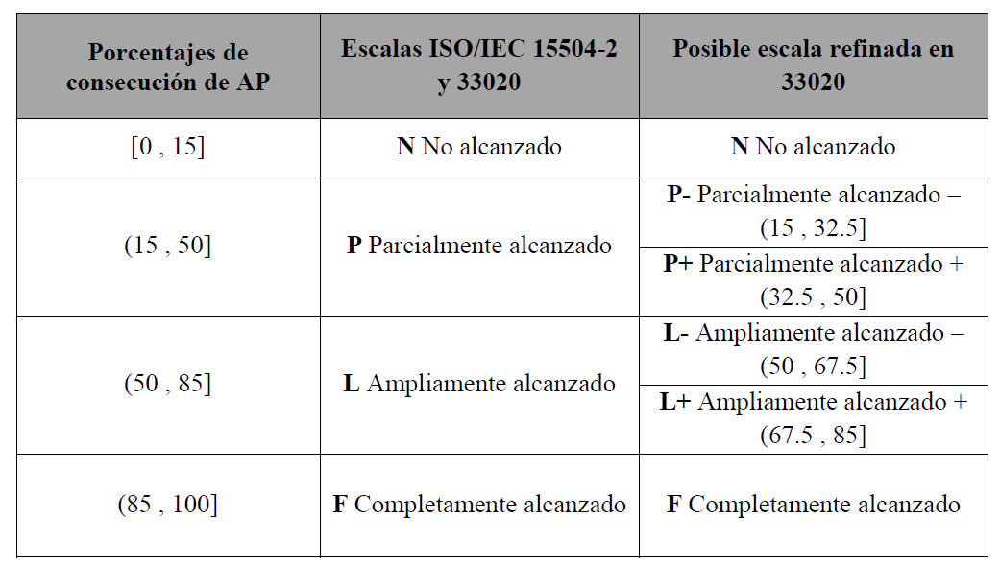 Porcentajes de
consecución de AP
Escalas ISO/IEC 15504-2
y 33020
Posible escala refinada en
33020
[0 , 15]
N No alcanzado
N No alcanzado
(15 , 50]
P Parcialmente alcanzado
P- Parcialmente alcanzado –
(15 , 32.5]
P+ Parcialmente alcanzado +
(32.5 , 50]
(50 , 85]
L Ampliamente alcanzado
L- Ampliamente alcanzado –
(50 , 67.5]
L+ Ampliamente alcanzado +
(67.5 , 85]
(85 , 100]
F Completamente alcanzado
F Completamente alcanzado